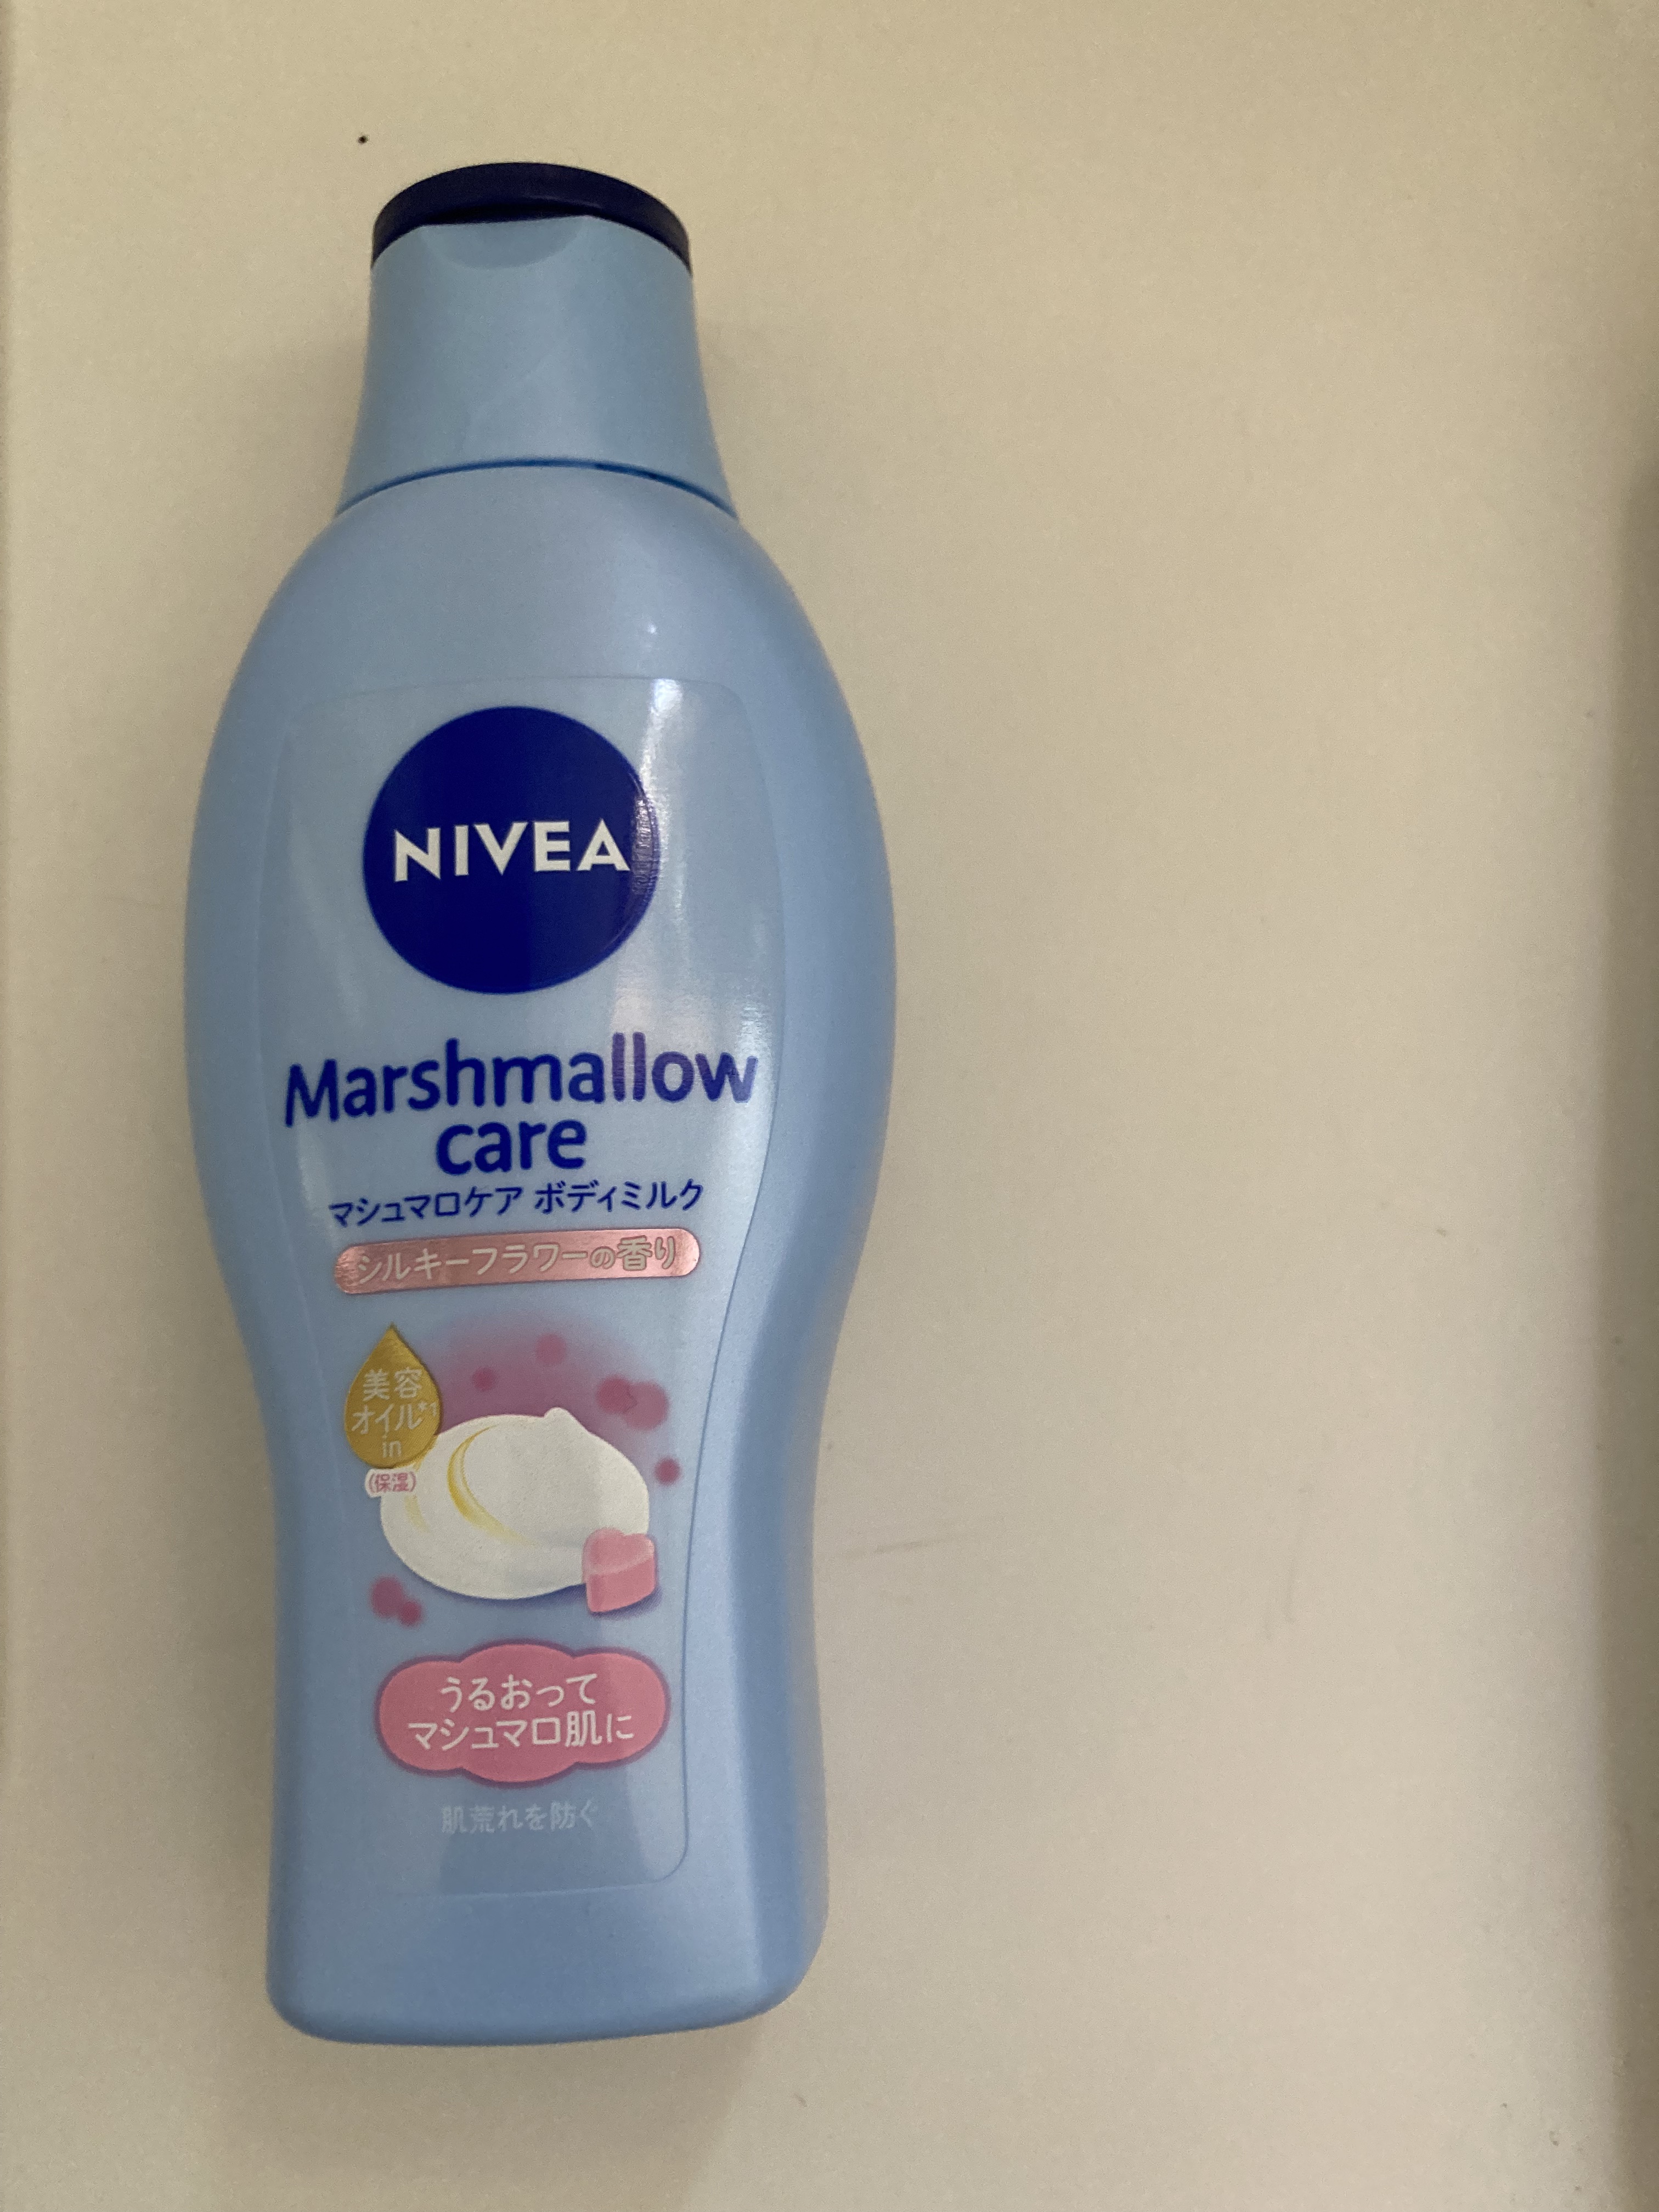 NIVEA
Marshmallow
care
マシュマロケア ボディミルク
シルキーフラワーの香り
美容
オイル*1
in
(保湿)
うるおって
マシュマロ肌に
肌荒れを防ぐ